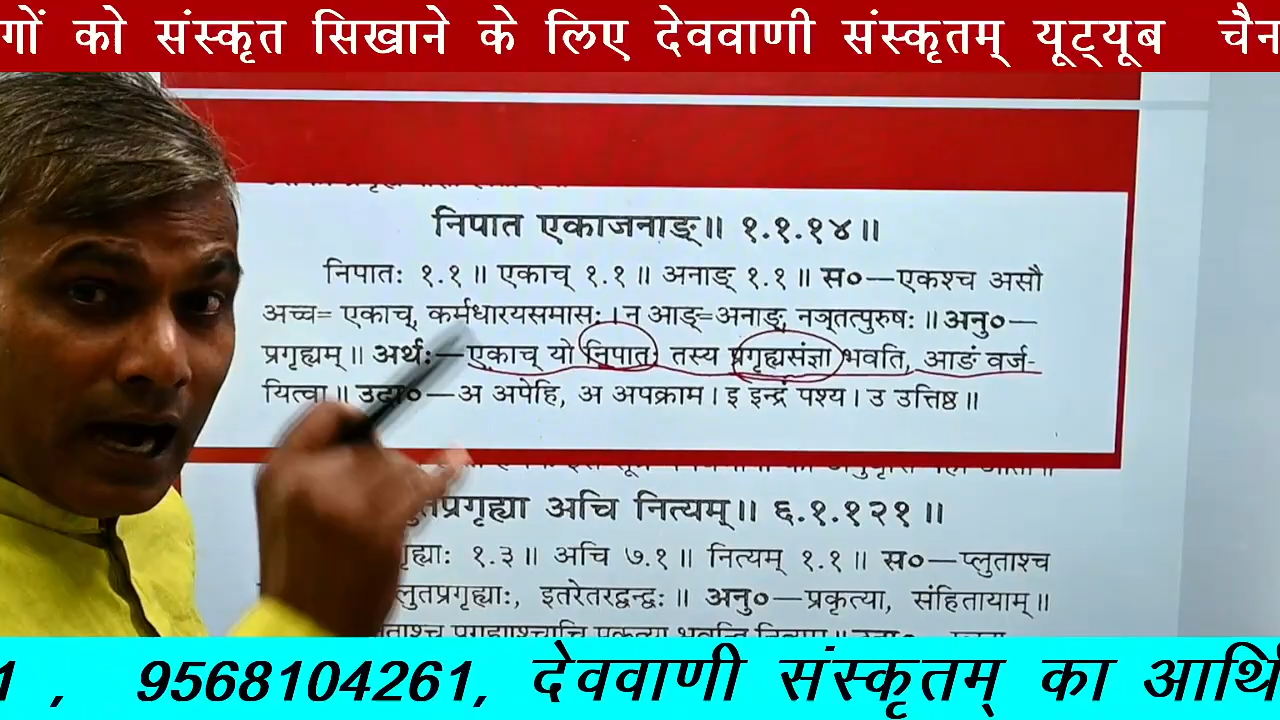 को संस्कृत सिखाने के लिए देववाणी संस्कृतम् यूट्यूब
निपात एकाजनाङ्॥ १.१.१४॥
निपातः १.१॥ एकाच् १.१॥ अनाङ् १.१॥ स०—एकश्च असौ
अच्च= एकाच्, कर्मधारयसमासः। न आङ्=अनाङ्, नञ्तत्पुरुषः॥ अनु०—
प्रगृह्यम्॥ अर्थः—एकाच् यो निपातः तस्य प्रगृह्यसंज्ञा भवति, आङं वर्ज-
यित्वा॥ उदा०—अ अपेहि, अ अपक्राम। इ इन्द्रं पश्य। उ उत्तिष्ठ॥
प्रगृह्या अचि नित्यम्॥ ६.१.१२१॥
१.३॥ अचि ७.१॥ नित्यम् १.१॥ स०—प्लुताश्च
लुतप्रगृह्याः, इतरेतरद्वन्द्वः॥ अनु०—प्रकृत्या, संहितायाम्॥
1 , 9568104261, देववाणी संस्कृतम् का